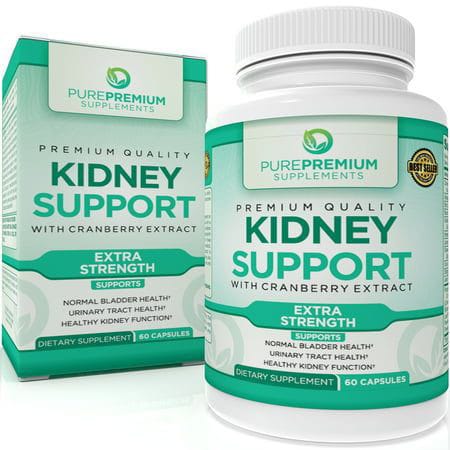 PUREPREMIUM
SUPPLEMENTS
PREMIUM QUALITY
KIDNEY
SUPPORT
WITH CRANBERRY EXTRACT
EXTRA
STRENGTH
SUPPORTS
NORMAL BLADDER HEALTH†
URINARY TRACT HEALTH†
HEALTHY KIDNEY FUNCTION†
DIETARY SUPPLEMENT 60 CAPSULES
PUREPREMIUM
SUPPLEMENTS
BEST SELLER
PREMIUM QUALITY
KIDNEY
SUPPORT
WITH CRANBERRY EXTRACT
EXTRA
STRENGTH
SUPPORTS
NORMAL BLADDER HEALTH†
URINARY TRACT HEALTH†
HEALTHY KIDNEY FUNCTION†
DIETARY SUPPLEMENT 60 CAPSULES